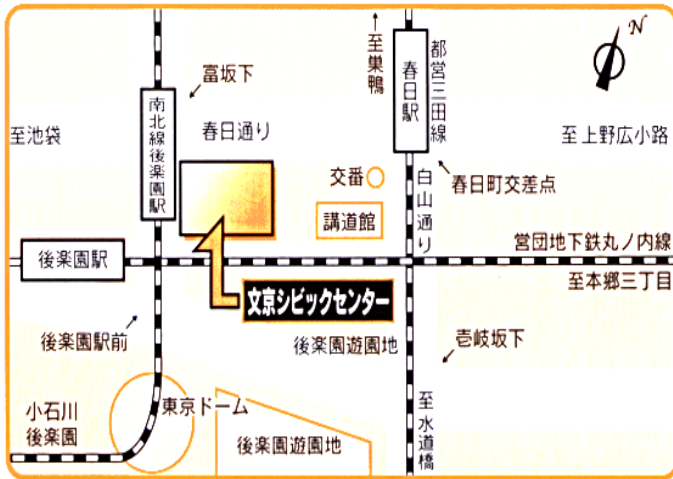 N
至巣鴨
都営三田線
春日駅
富坂下
南北線後楽園駅
春日通り
至池袋
至上野広小路
交番
春日町交差点
白山通り
講道館
営団地下鉄丸ノ内線
後楽園駅
至本郷三丁目
文京シビックセンター
後楽園駅前
後楽園遊園地
壱岐坂下
小石川
後楽園
東京ドーム
至水道橋
後楽園遊園地